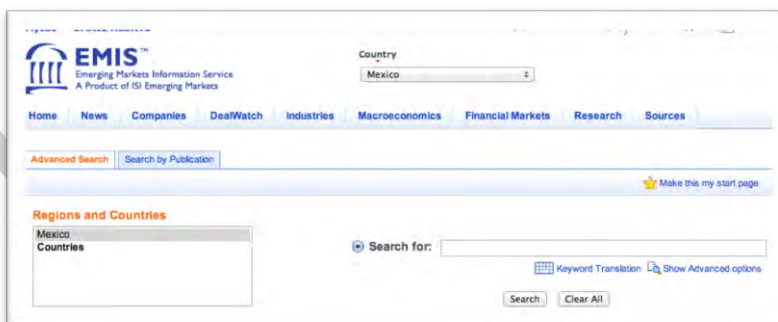 EMIS™
Emerging Markets Information Service
A Product of ISI Emerging Markets
Country
Mexico
Home News Companies DealWatch Industries Macroeconomics Financial Markets Research Sources
Advanced Search Search by Publication
Make this my start page
Regions and Countries
Mexico
Countries
Search for:
Keyword Translation Show Advanced options
Search Clear All